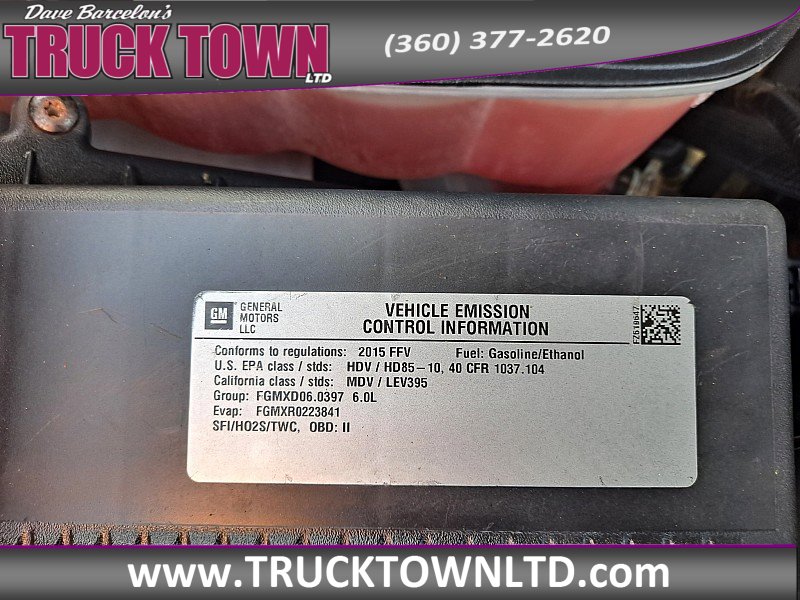 Dave Barcelon's
TRUCK TOWN
LTD
(360) 377-2620
GM
GENERAL
MOTORS
LLC
VEHICLE EMISSION
CONTROL INFORMATION
FZ619647
Conforms to regulations: 2015 FFV Fuel: Gasoline/Ethanol
U.S. EPA class / stds: HDV / HD85-10, 40 CFR 1037.104
California class / stds: MDV / LEV395
Group: FGMXD06.0397 6.0L
Evap: FGMXR0223841
SFI/HO2S/TWC, OBD: II
www.TRUCKTOWNLTD.com